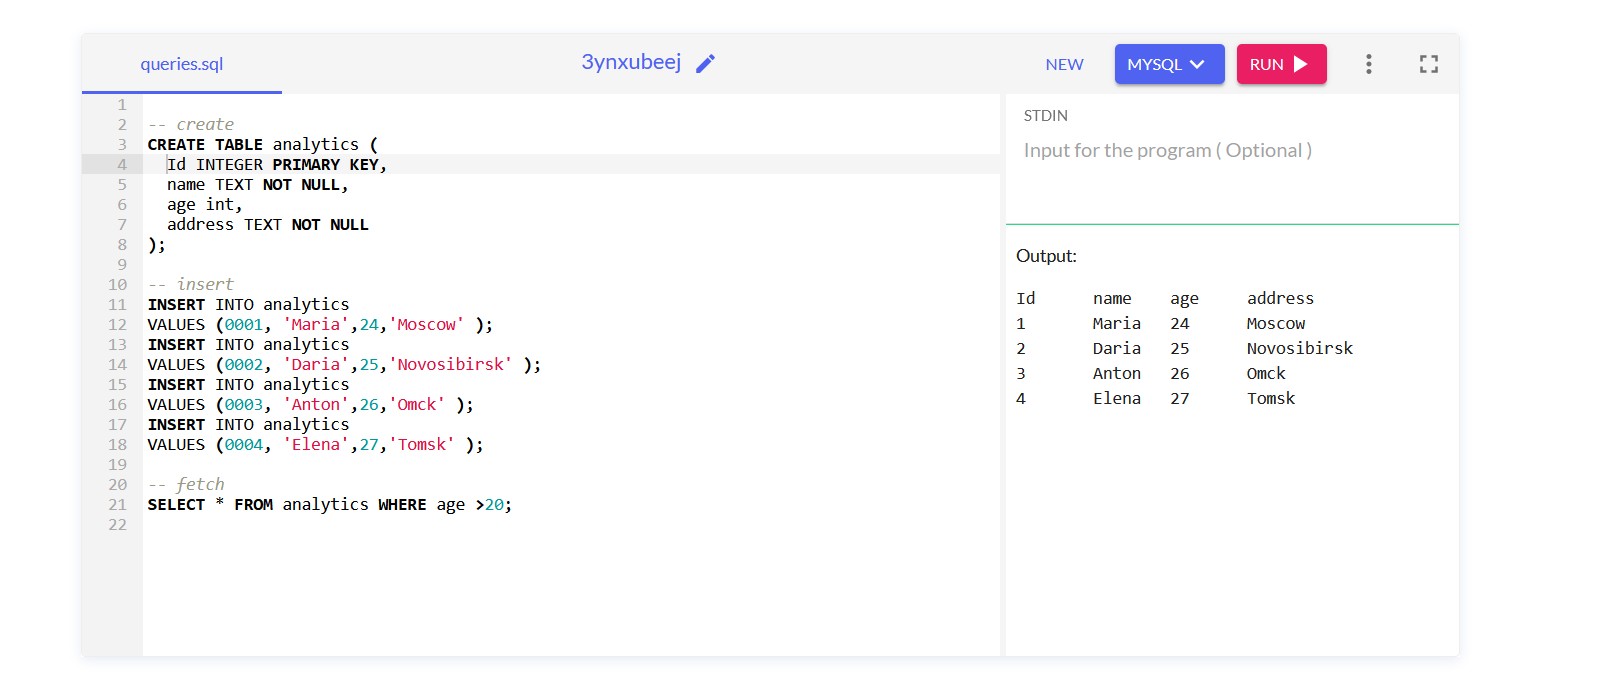 queries.sql
3ynxubeej
NEW
MYSQL
RUN
1
2 -- create
3 CREATE TABLE analytics (
4 Id INTEGER PRIMARY KEY,
5 name TEXT NOT NULL,
6 age int,
7 address TEXT NOT NULL
8 );
9
10 -- insert
11 INSERT INTO analytics
12 VALUES (0001, 'Maria',24,'Moscow' );
13 INSERT INTO analytics
14 VALUES (0002, 'Daria',25,'Novosibirsk' );
15 INSERT INTO analytics
16 VALUES (0003, 'Anton',26,'Omck' );
17 INSERT INTO analytics
18 VALUES (0004, 'Elena',27,'Tomsk' );
19
20 -- fetch
21 SELECT * FROM analytics WHERE age >20;
22
STDIN
Input for the program ( Optional )
Output:
Id name age address
1 Maria 24 Moscow
2 Daria 25 Novosibirsk
3 Anton 26 Omck
4 Elena 27 Tomsk